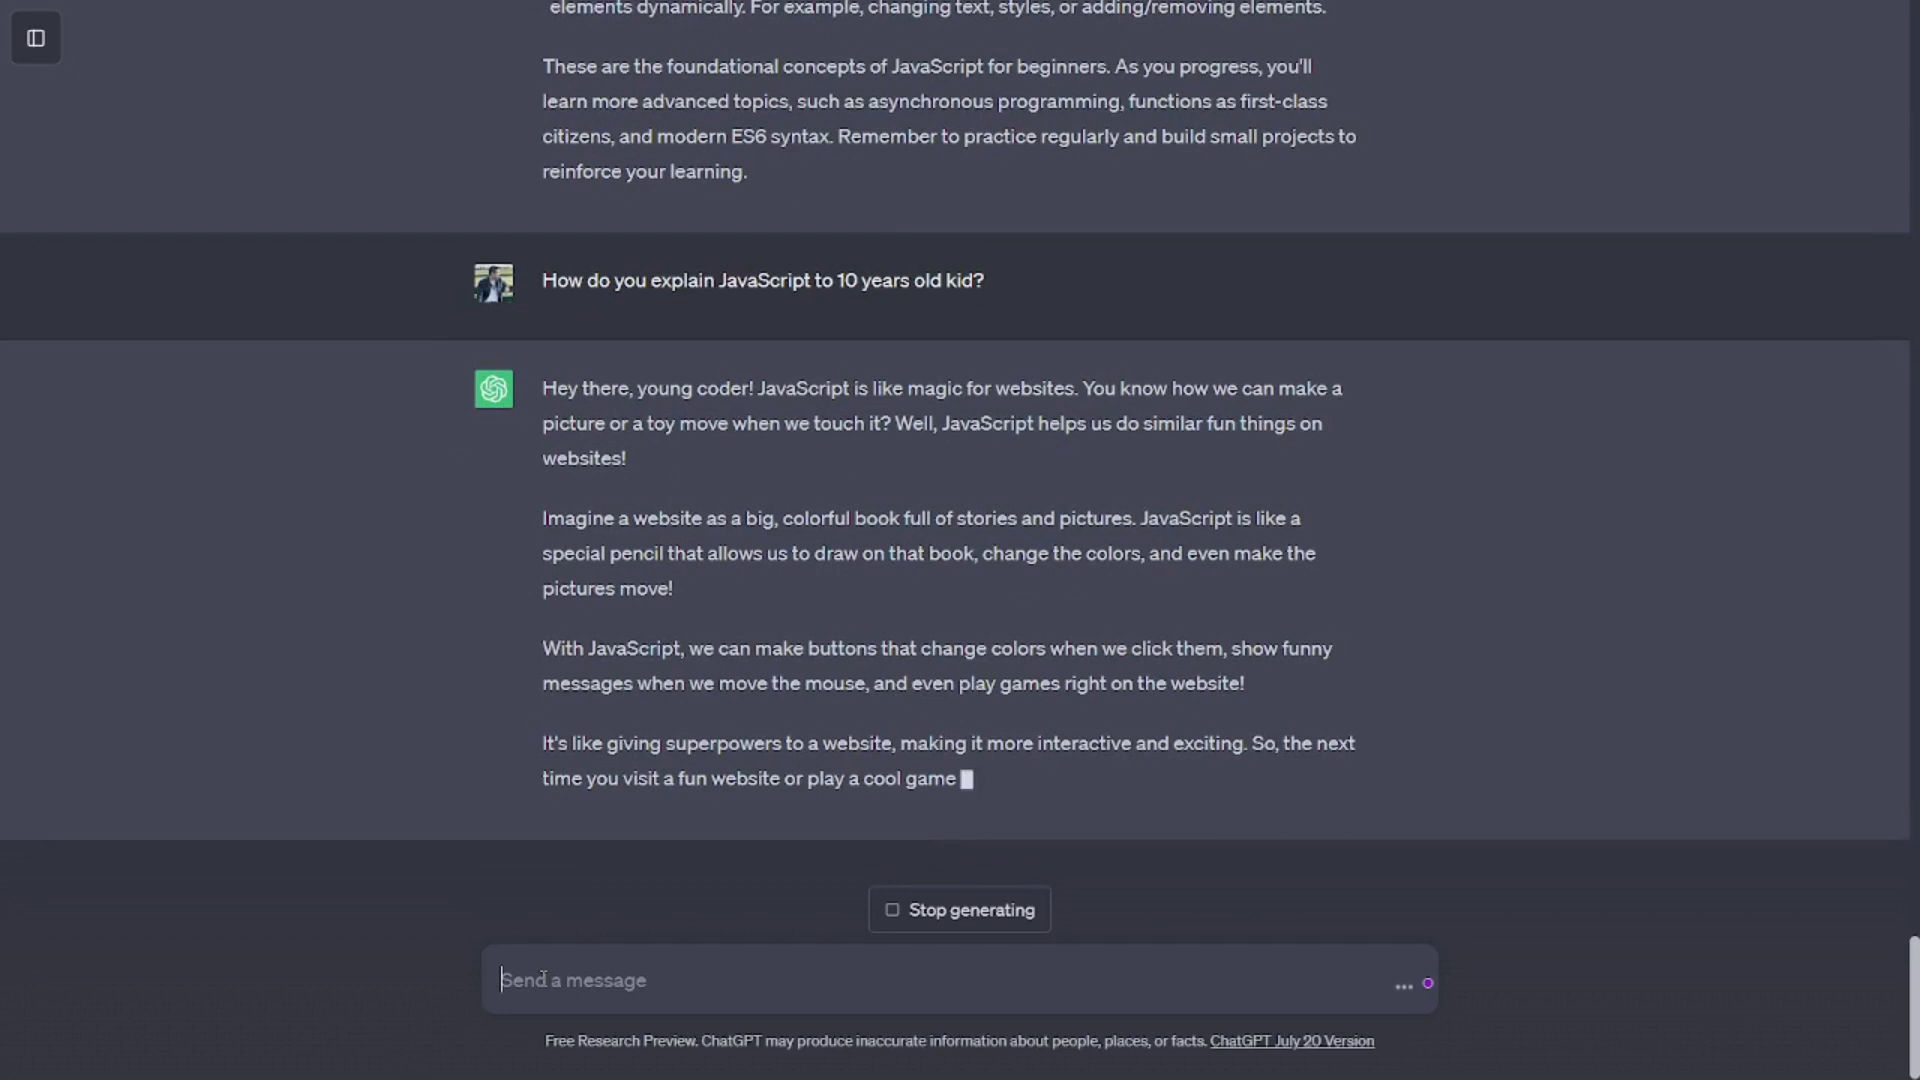 elements dynamically. For example, changing text, styles, or adding/removing elements.
These are the foundational concepts of JavaScript for beginners. As you progress, you'll
learn more advanced topics, such as asynchronous programming, functions as first-class
citizens, and modern ES6 syntax. Remember to practice regularly and build small projects to
reinforce your learning.
How do you explain JavaScript to 10 years old kid?
Hey there, young coder! JavaScript is like magic for websites. You know how we can make a
picture or a toy move when we touch it? Well, JavaScript helps us do similar fun things on
websites!
Imagine a website as a big, colorful book full of stories and pictures. JavaScript is like a
special pencil that allows us to draw on that book, change the colors, and even make the
pictures move!
With JavaScript, we can make buttons that change colors when we click them, show funny
messages when we move the mouse, and even play games right on the website!
It's like giving superpowers to a website, making it more interactive and exciting. So, the next
time you visit a fun website or play a cool game
Stop generating
Send a message
Free Research Preview. ChatGPT may produce inaccurate information about people, places, or facts. ChatGPT July 20 Version